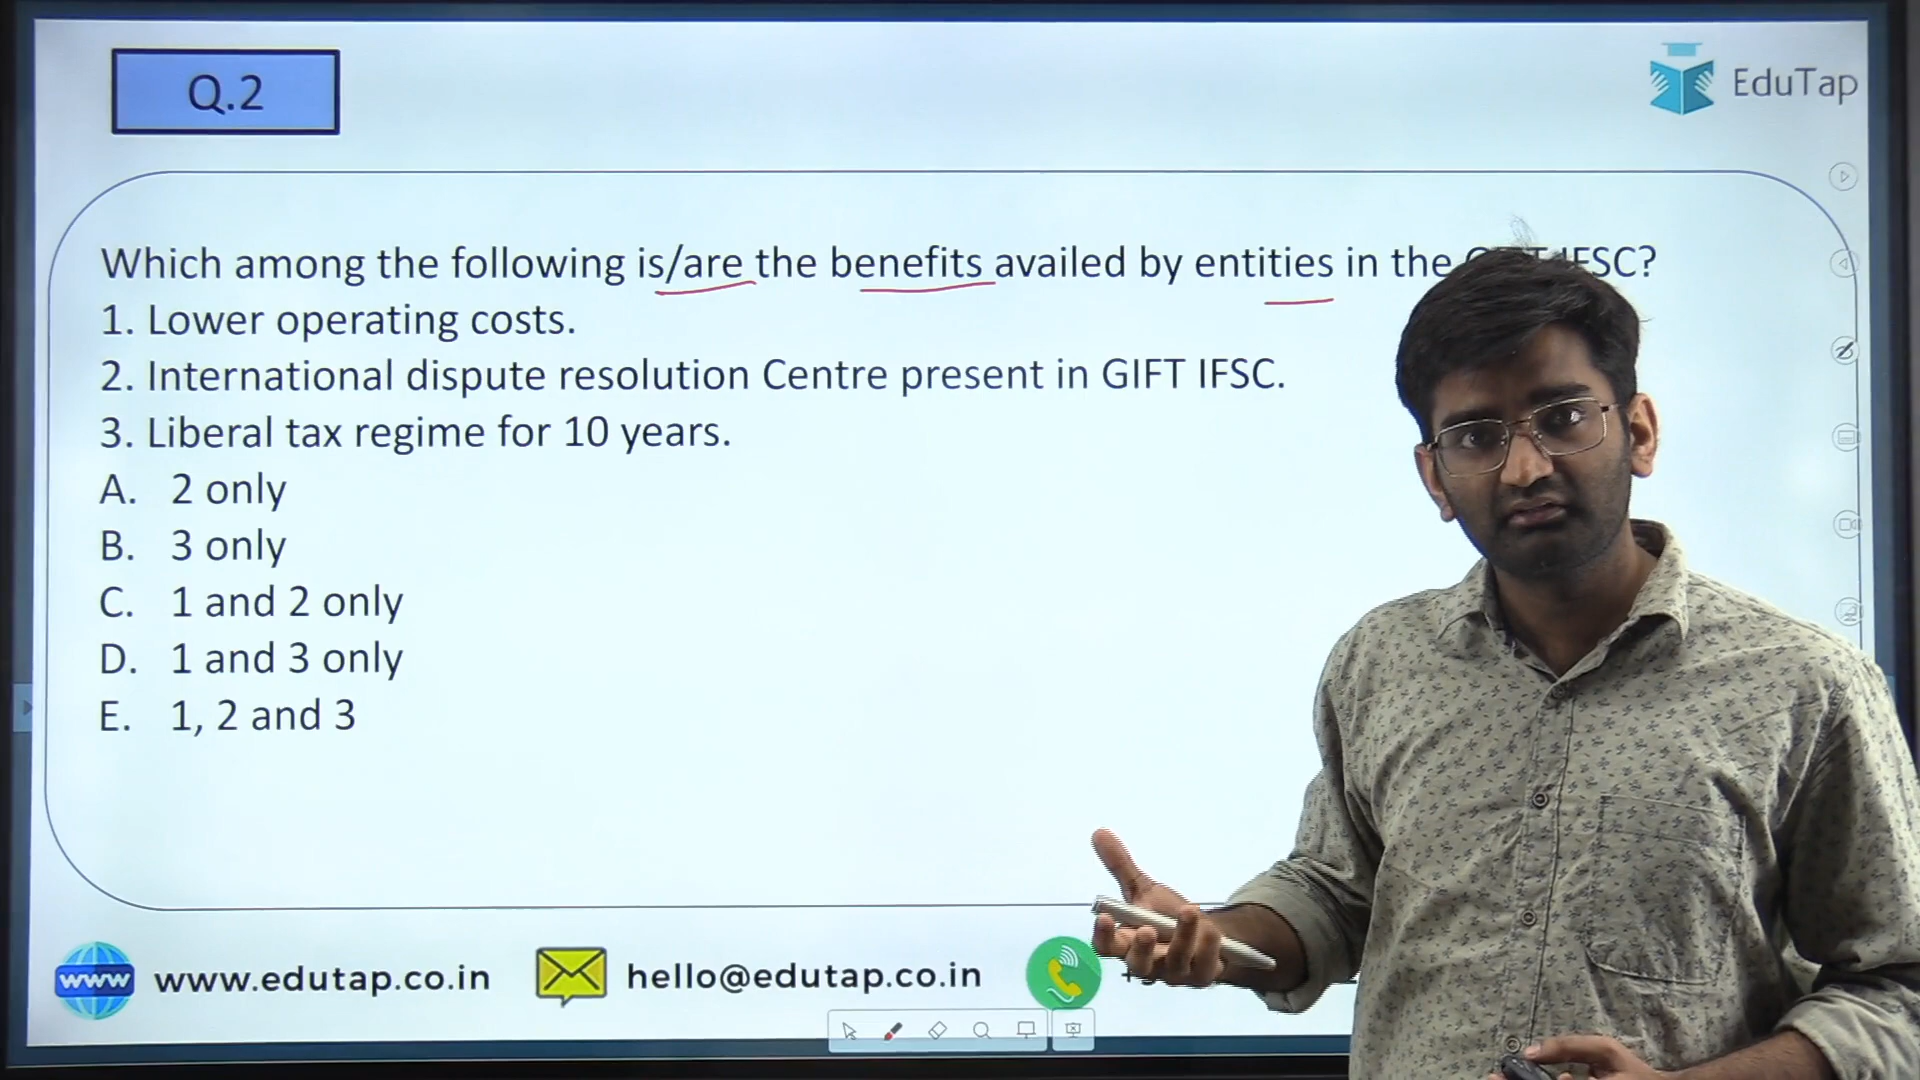 Q.2
EduTap
Which among the following is/are the benefits availed by entities in the IFSC?
1. Lower operating costs.
2. International dispute resolution Centre present in GIFT IFSC.
3. Liberal tax regime for 10 years.
A. 2 only
B. 3 only
C. 1 and 2 only
D. 1 and 3 only
E. 1, 2 and 3
www
www.edutap.co.in
hello@edutap.co.in